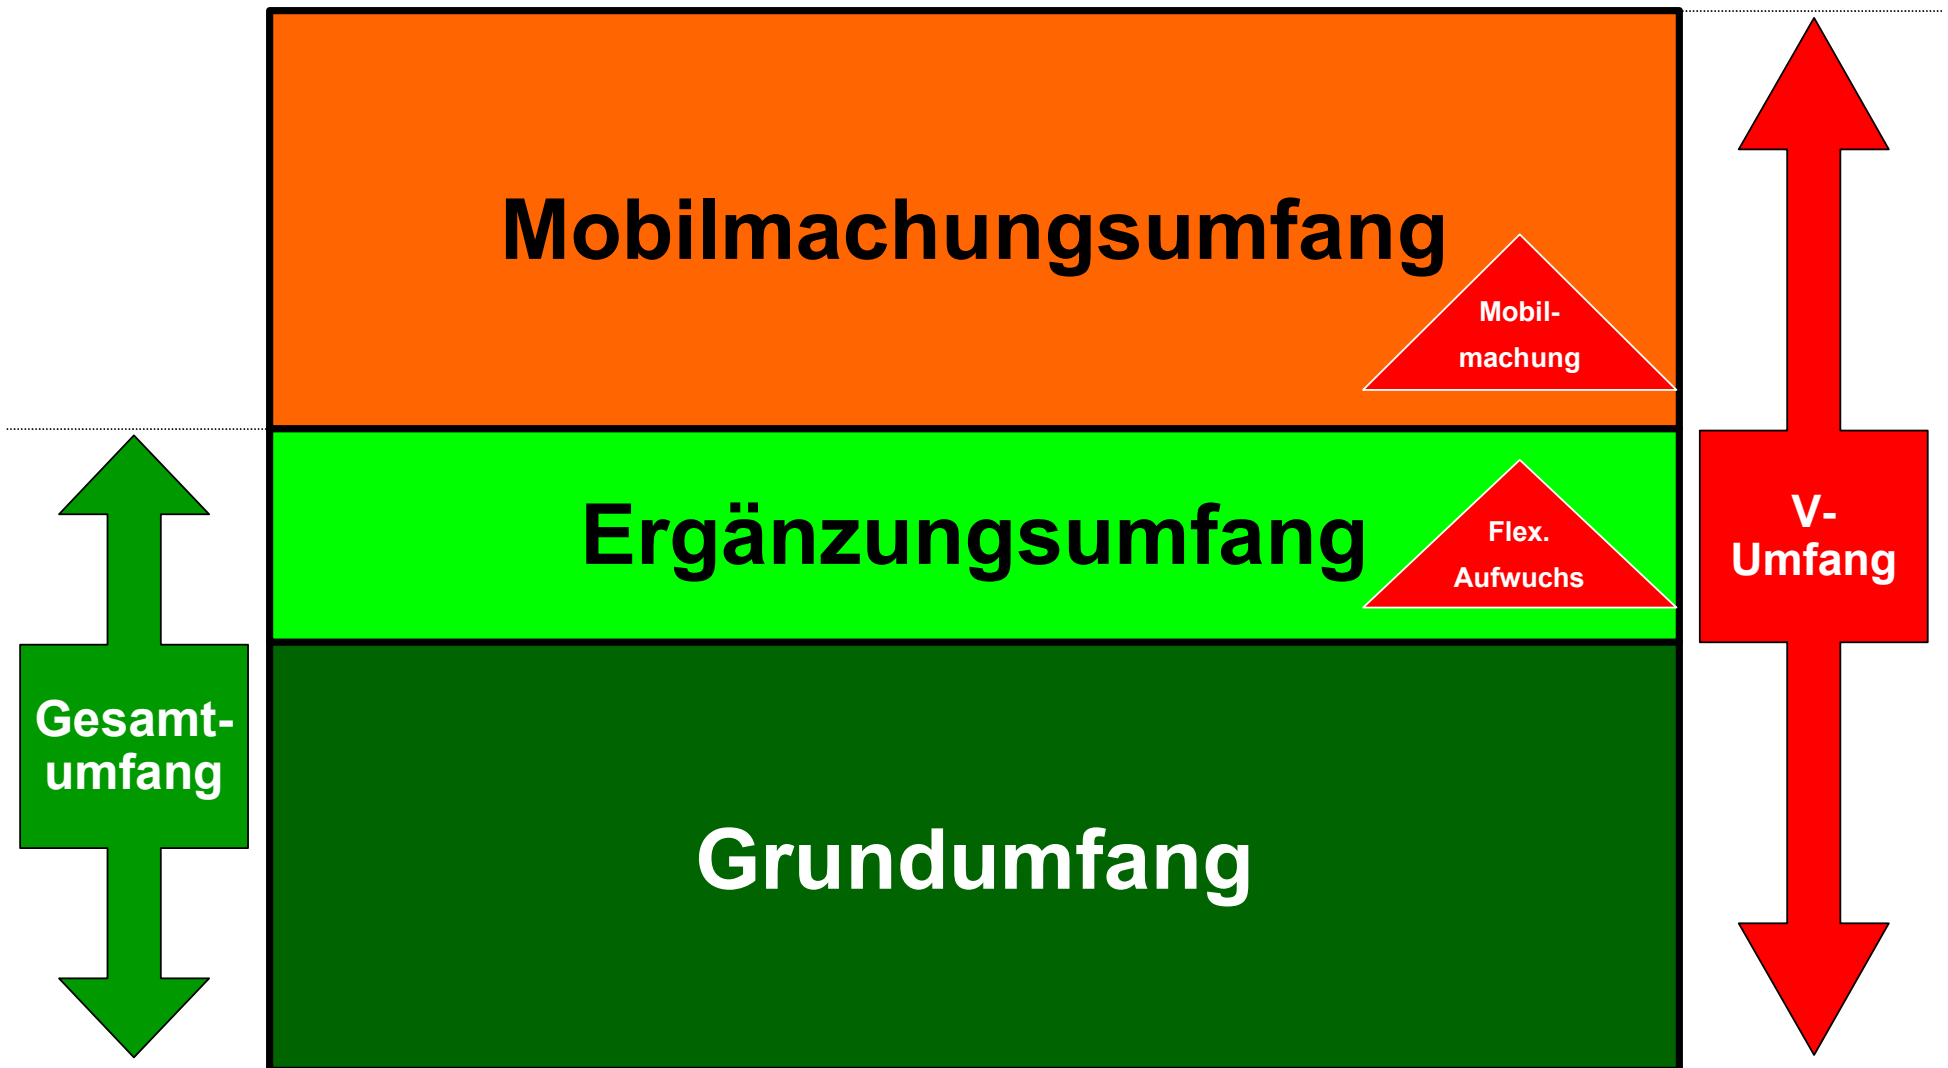 Mobilmachungsumfang
Mobil-
machung
Ergänzungsumfang
Flex.
Aufwuchs
V-
Umfang
Gesamt-
umfang
Grundumfang